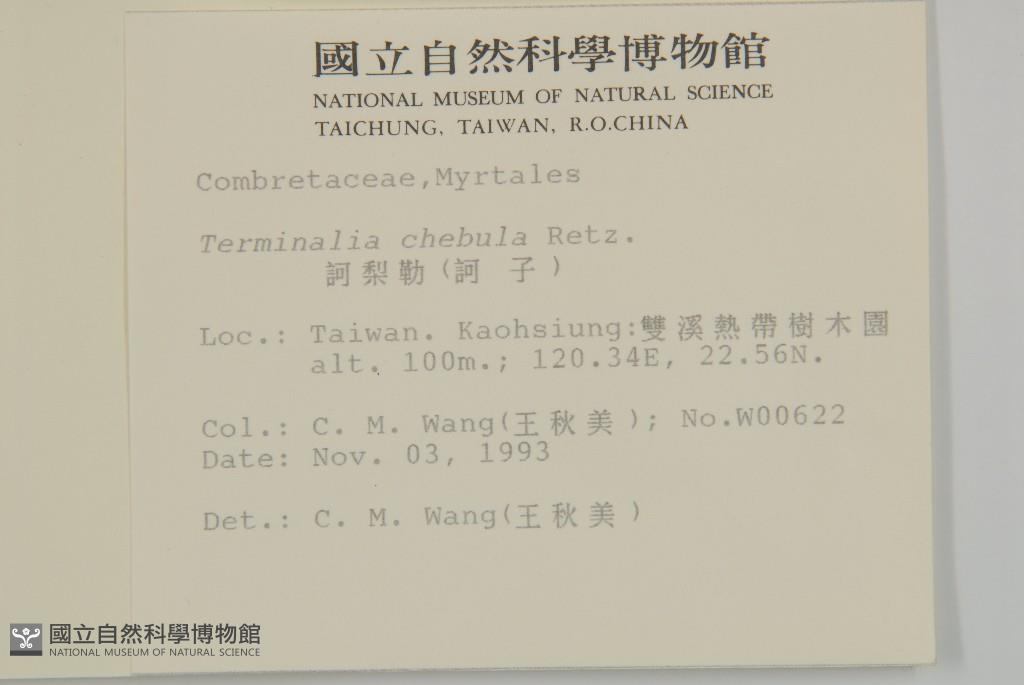 國立自然科學博物館
NATIONAL MUSEUM OF NATURAL SCIENCE
TAICHUNG, TAIWAN, R.O.CHINA
Combretaceae,Myrtales
Terminalia chebula Retz.
訶梨勒(訶 子)
Loc.: Taiwan. Kaohsiung:雙溪熱帶樹木園
alt. 100m.; 120.34E, 22.56N.
Col.: C. M. Wang(王秋美); No.W00622
Date: Nov. 03, 1993
Det.: C. M. Wang(王秋美)
國立自然科學博物館
NATIONAL MUSEUM OF NATURAL SCIENCE